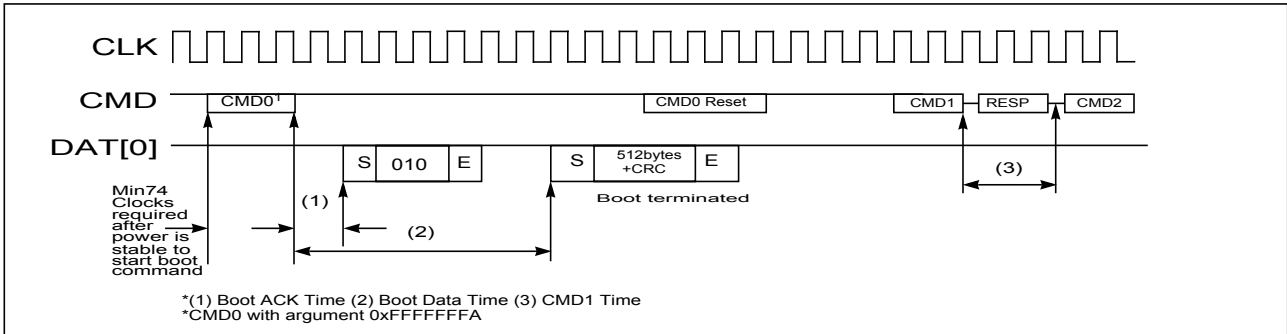 CLK
CMD
CMD0¹
CMD0 Reset
CMD1
RESP
CMD2
DAT[0]
S
010
E
S
512bytes
+CRC
E
Boot terminated
Min74
Clocks
required
after
power is
stable to
start boot
command
(1)
(2)
(3)
*(1) Boot ACK Time (2) Boot Data Time (3) CMD1 Time
*CMD0 with argument 0xFFFFFFFA